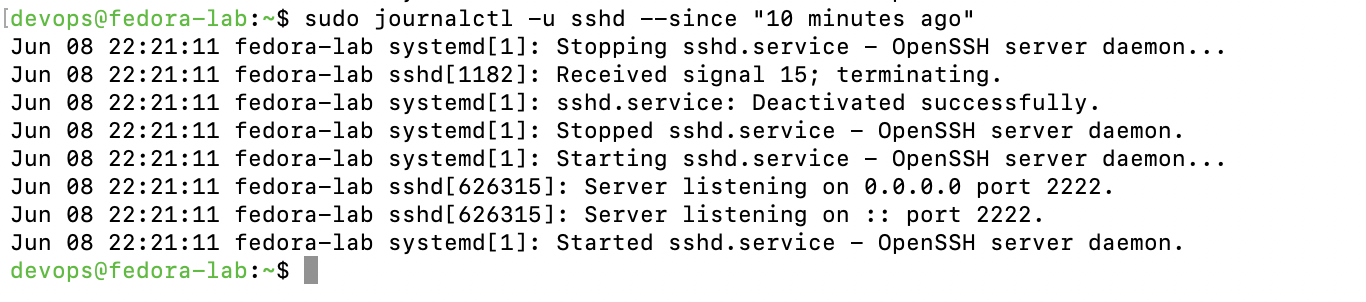 [devops@fedora-lab:~$ sudo journalctl -u sshd --since "10 minutes ago"
Jun 08 22:21:11 fedora-lab systemd[1]: Stopping sshd.service - OpenSSH server daemon...
Jun 08 22:21:11 fedora-lab sshd[1182]: Received signal 15; terminating.
Jun 08 22:21:11 fedora-lab systemd[1]: sshd.service: Deactivated successfully.
Jun 08 22:21:11 fedora-lab systemd[1]: Stopped sshd.service - OpenSSH server daemon.
Jun 08 22:21:11 fedora-lab systemd[1]: Starting sshd.service - OpenSSH server daemon...
Jun 08 22:21:11 fedora-lab sshd[626315]: Server listening on 0.0.0.0 port 2222.
Jun 08 22:21:11 fedora-lab sshd[626315]: Server listening on :: port 2222.
Jun 08 22:21:11 fedora-lab systemd[1]: Started sshd.service - OpenSSH server daemon.
devops@fedora-lab:~$